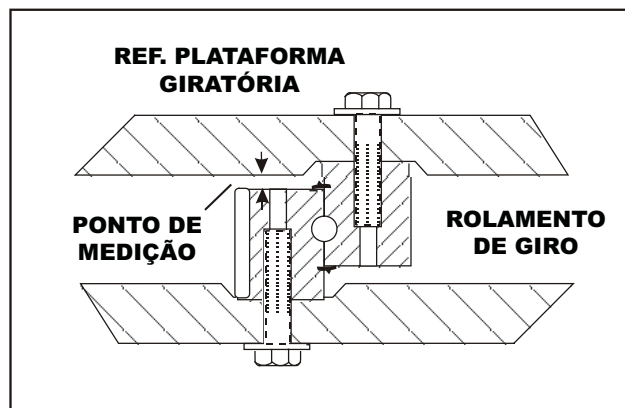 REF. PLATAFORMA
GIRATÓRIA
PONTO DE
MEDIÇÃO
ROLAMENTO
DE GIRO